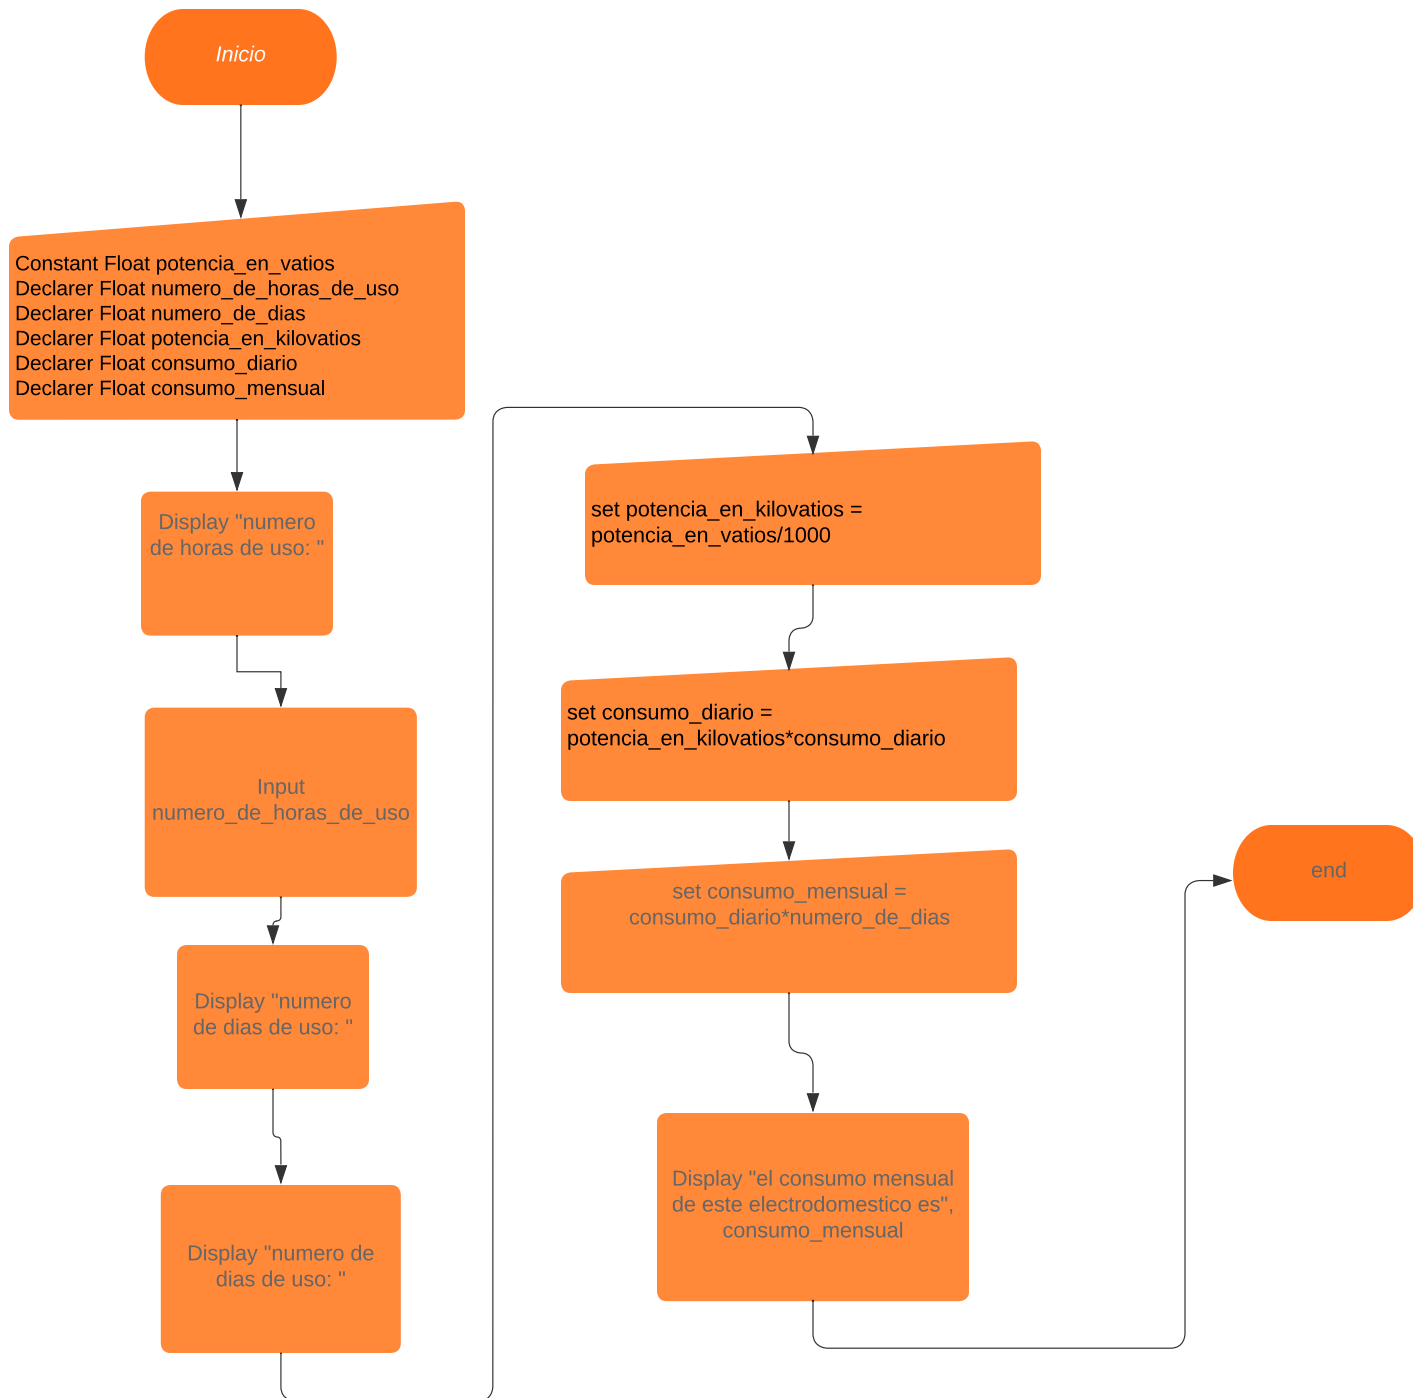 Inicio
Constant Float potencia_en_vatios
Declarer Float numero_de_horas_de_uso
Declarer Float numero_de_dias
Declarer Float potencia_en_kilovatios
Declarer Float consumo_diario
Declarer Float consumo_mensual
Display "numero
de horas de uso: "
Input
numero_de_horas_de_uso
Display "numero
de dias de uso: "
Display "numero de
dias de uso: "
set potencia_en_kilovatios =
potencia_en_vatios/1000
set consumo_diario =
potencia_en_kilovatios*consumo_diario
set consumo_mensual =
consumo_diario*numero_de_dias
Display "el consumo mensual
de este electrodomestico es",
consumo_mensual
end